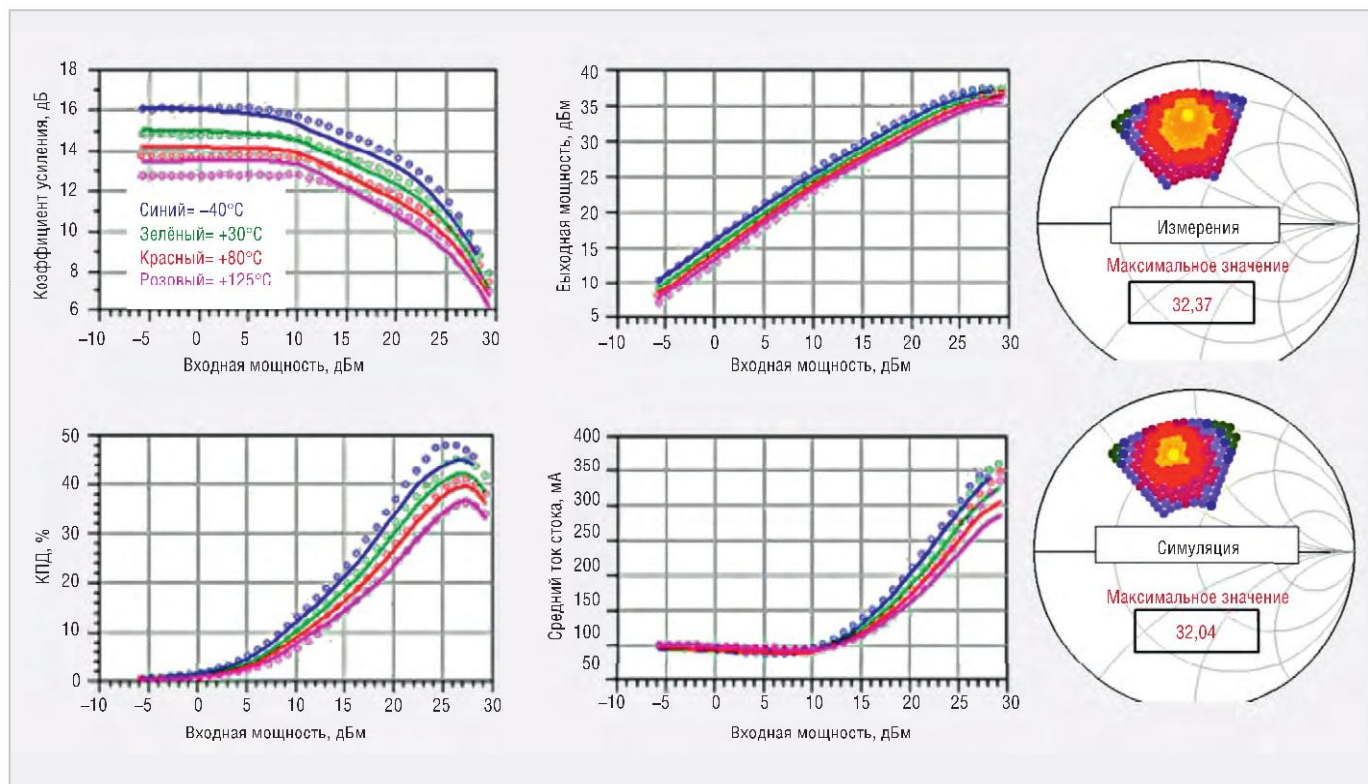 Коэффициент усиления, дБ
18
16
14
12
10
8
6
Синий= –40°C
Зелёный= +30°C
Красный= +80°C
Розовый= +125°C
–10 –5 0 5 10 15 20 25 30
Входная мощность, дБм
Выходная мощность, дБм
40
35
30
25
20
15
10
5
–10 –5 0 5 10 15 20 25 30
Входная мощность, дБм
Измерения
Максимальное значение
32,37
КПД, %
50
40
30
20
10
0
–10 –5 0 5 10 15 20 25 30
Входная мощность, дБм
Средний ток стока, мА
400
350
300
250
200
150
100
50
–10 –5 0 5 10 15 20 25 30
Входная мощность, дБм
Симуляция
Максимальное значение
32,04